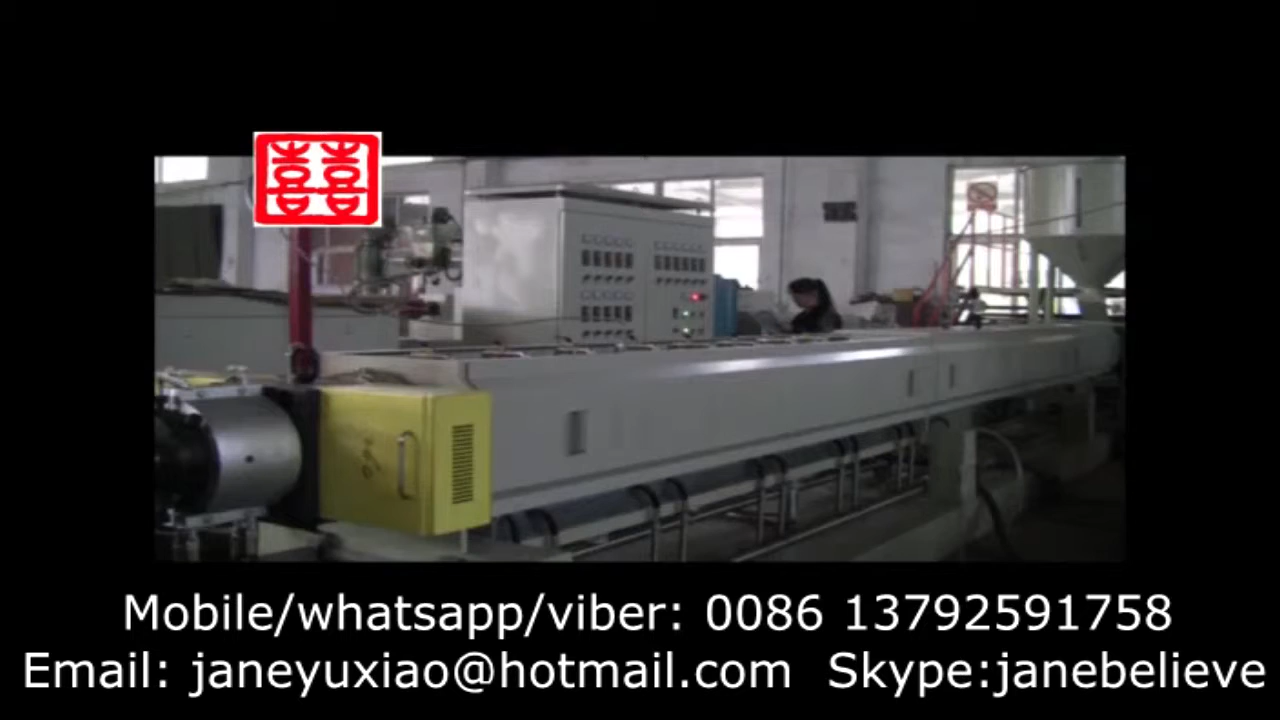 囍
Mobile/whatsapp/viber: 0086 13792591758
Email: janeyuxiao@hotmail.com  Skype:janebelieve